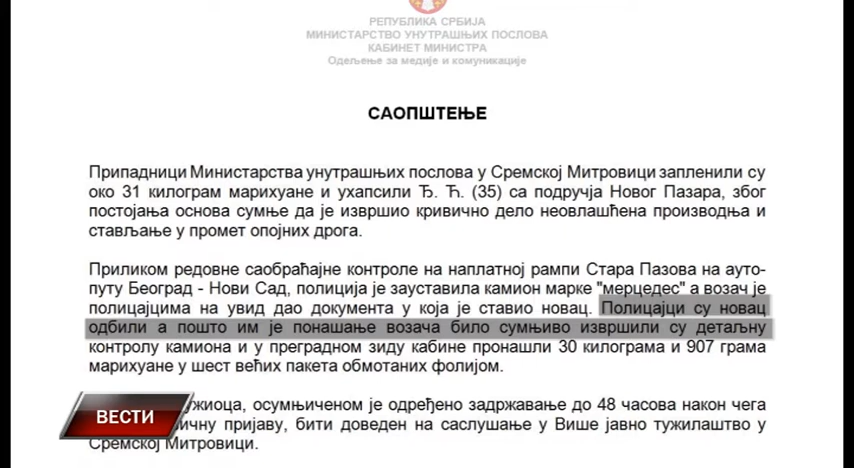 РЕПУБЛИКА СРБИЈА
МИНИСТАРСТВО УНУТРАШЊИХ ПОСЛОВА
КАБИНЕТ МИНИСТРА
Одељење за медије и комуникације
САОПШТЕЊЕ
Припадници Министарства унутрашњих послова у Сремској Митровици запленили су
око 31 килограм марихуане и ухапсили Ђ. Ћ. (35) са подручја Новог Пазара, због
постојања основа сумње да је извршио кривично дело неовлашћена производња и
стављање у промет опојних дрога.
Приликом редовне саобраћајне контроле на наплатној рампи Стара Пазова на ауто-
путу Београд - Нови Сад, полиција је зауставила камион марке "мерцедес" а возач је
полицајцима на увид дао документа у која је ставио новац. Полицајци су новац
одбили а пошто им је понашање возача било сумњиво извршили су детаљну
контролу камиона и у преградном зиду кабине пронашли 30 килограма и 907 грама
марихуане у шест већих пакета обмотаних фолијом.
ужиоца, осумњиченом је одређено задржавање до 48 часова након чега
ичну пријаву, бити доведен на саслушање у Више јавно тужилаштво у
Сремској Митровици.
ВЕСТИ